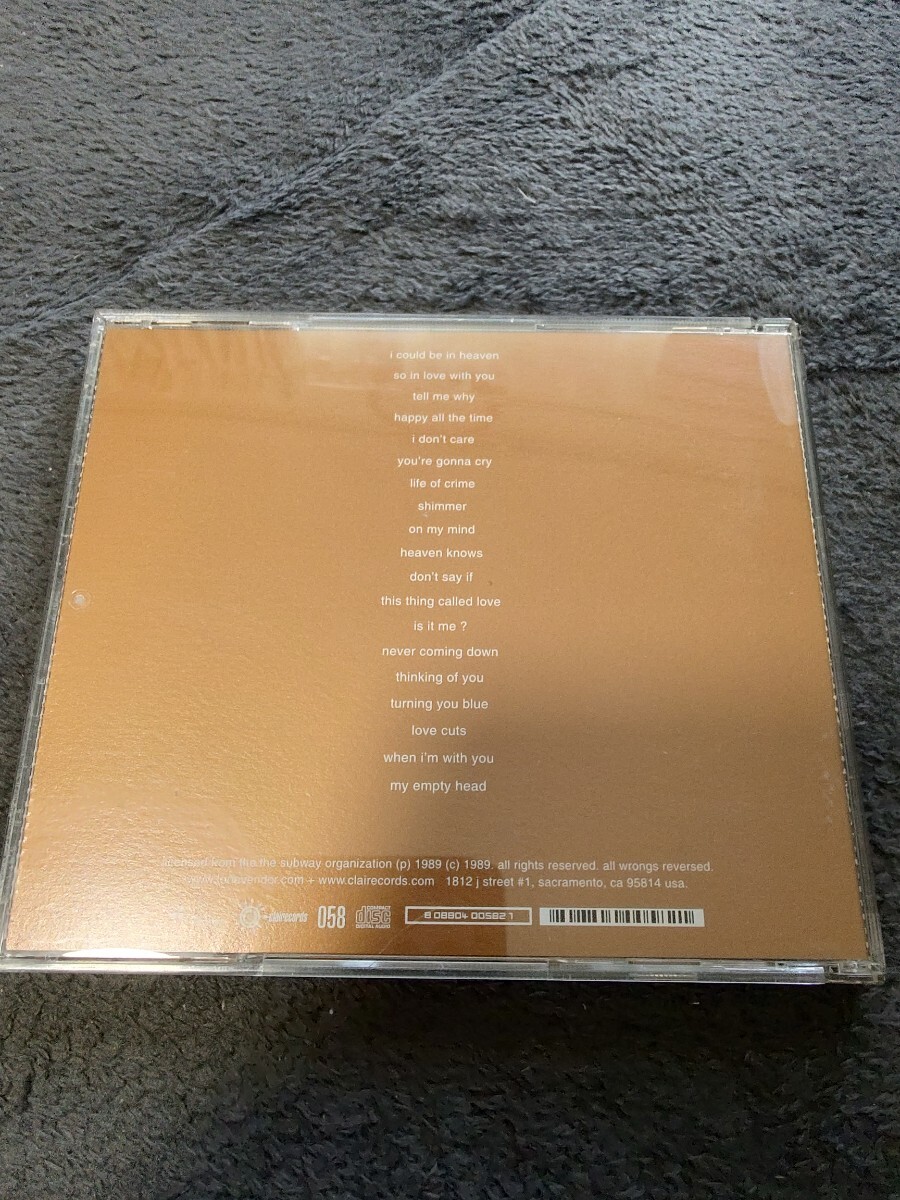 i could be in heaven
so in love with you
tell me why
happy all the time
i don't care
you're gonna cry
life of crime
shimmer
on my mind
heaven knows
don't say if
this thing called love
is it me ?
never coming down
thinking of you
turning you blue
love cuts
when i'm with you
my empty head
the subway organization (p) 1989 (c) 1989. all rights reserved. all wrongs reversed.
+ www.clairecords.com 1812 j street #1, sacramento, ca 95814 usa.
clairecords 058 COMPACT disc DIGITAL AUDIO 8 08804 00582 1